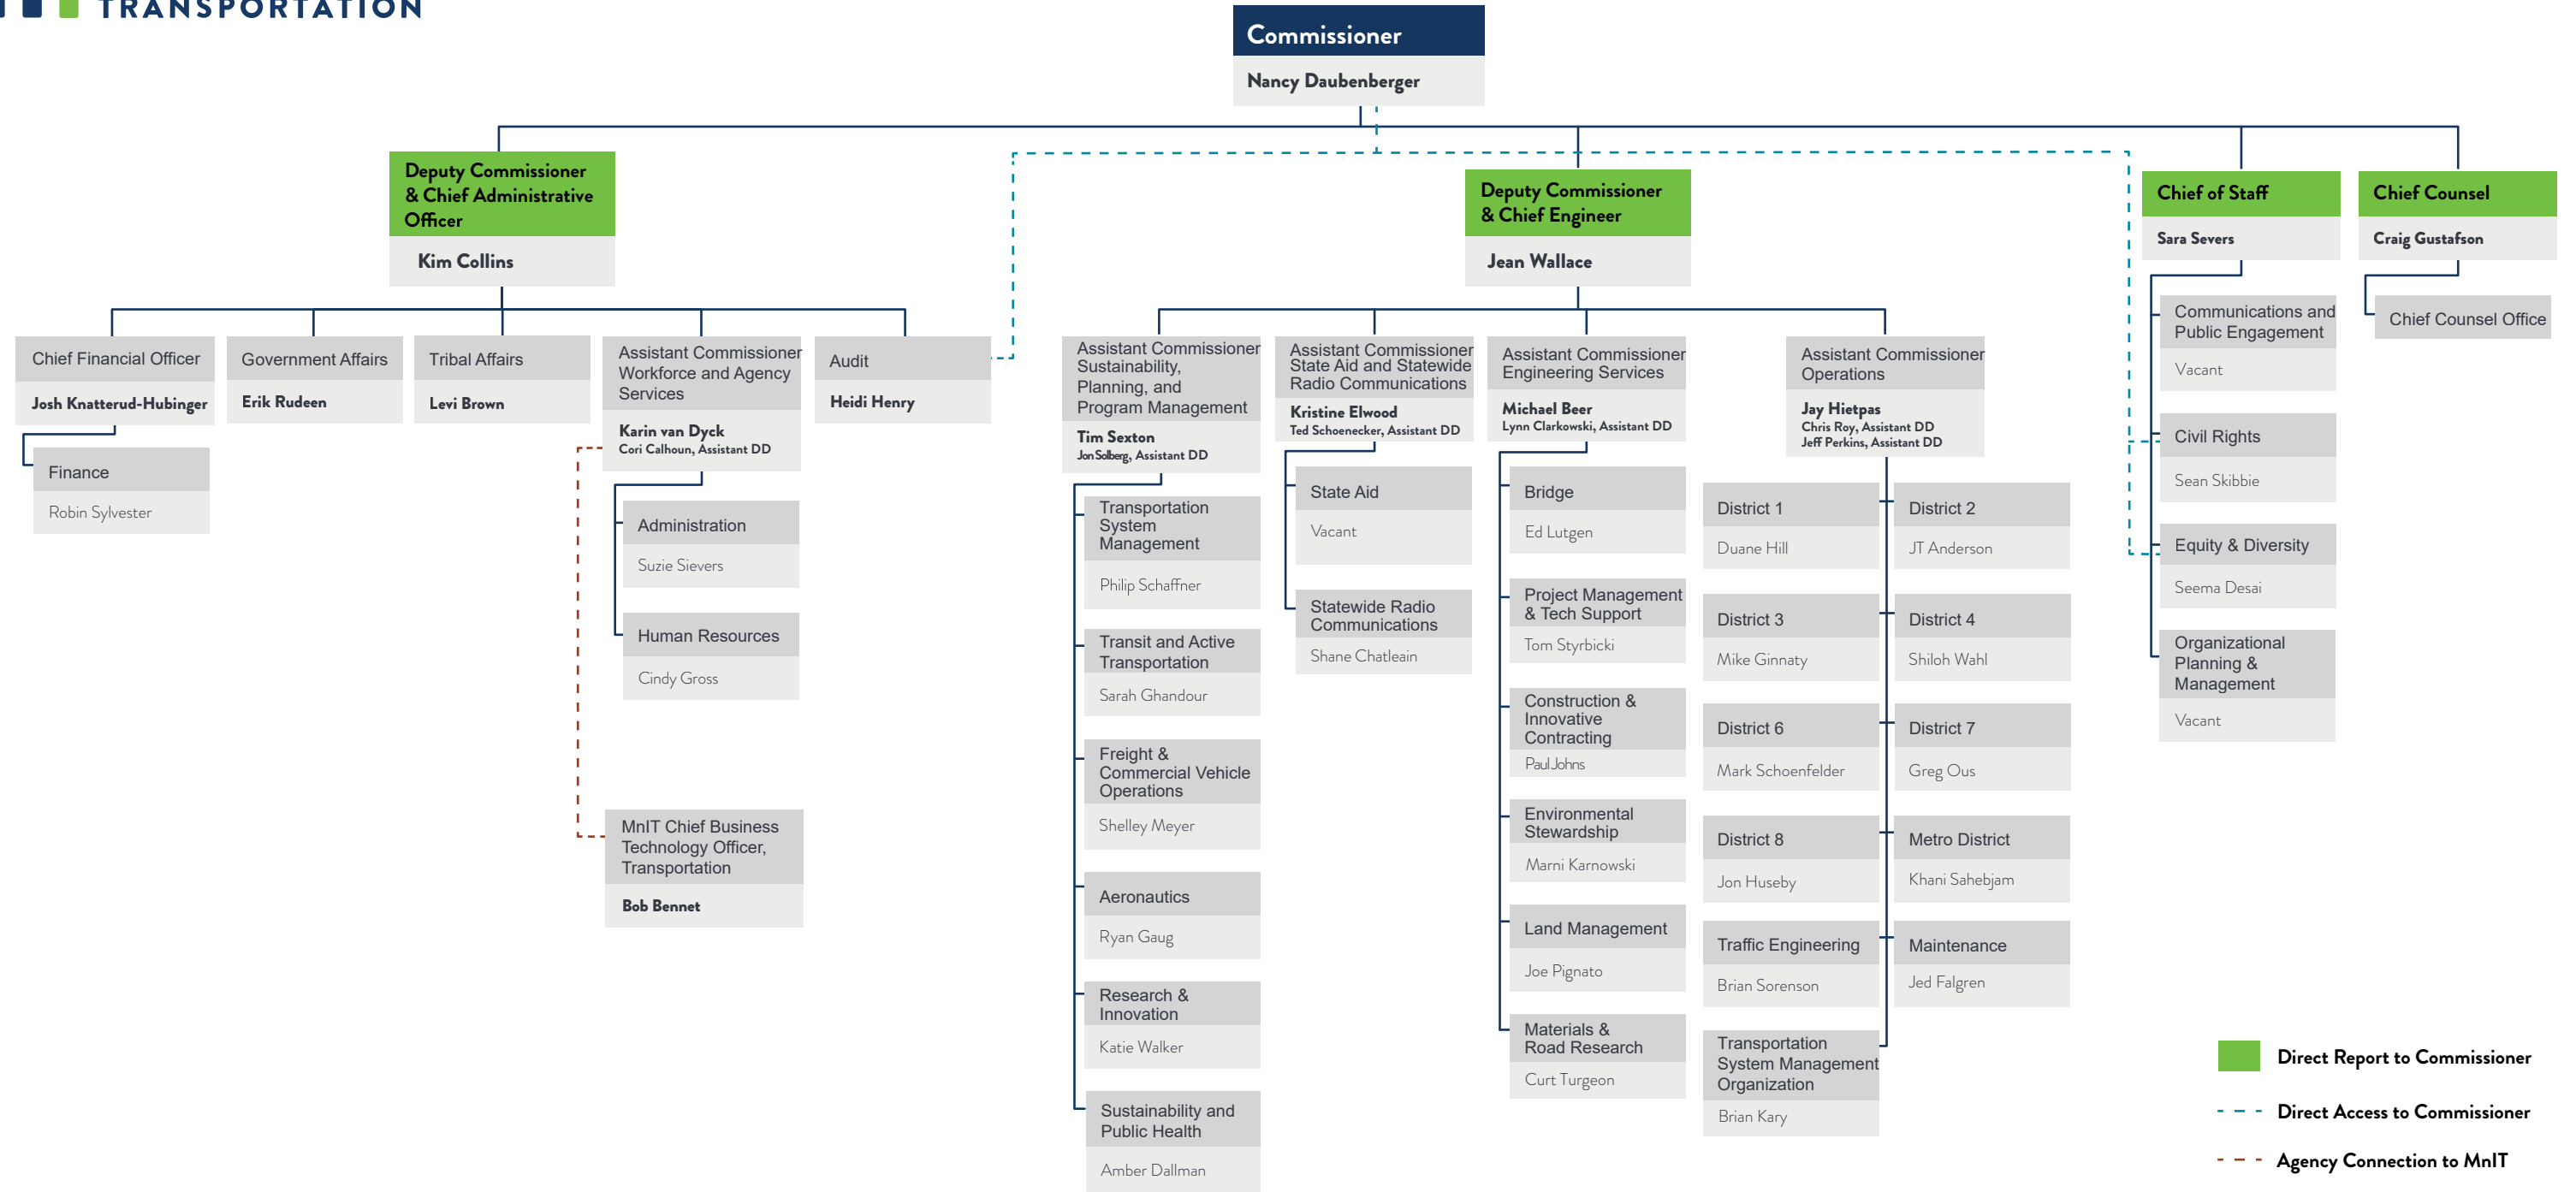 TRANSPORTATION
Commissioner
Nancy Daubenberger
Deputy Commissioner
& Chief Administrative
Officer
Kim Collins
Deputy Commissioner
& Chief Engineer
Jean Wallace
Chief of Staff
Sara Severs
Chief Counsel
Craig Gustafson
Chief Counsel Office
Chief Financial Officer
Josh Knatterud-Hubinger
Finance
Robin Sylvester
Government Affairs
Erik Rudeen
Tribal Affairs
Levi Brown
Assistant Commissioner
Workforce and Agency
Services
Karin van Dyck
Cori Calhoun, Assistant DD
Administration
Suzie Sievers
Human Resources
Cindy Gross
MnIT Chief Business
Technology Officer,
Transportation
Bob Bennet
Audit
Heidi Henry
Assistant Commissioner
Sustainability,
Planning, and
Program Management
Tim Sexton
Jon Solberg, Assistant DD
Transportation
System
Management
Philip Schaffner
Transit and Active
Transportation
Sarah Ghandour
Freight &
Commercial Vehicle
Operations
Shelley Meyer
Aeronautics
Ryan Gaug
Research &
Innovation
Katie Walker
Sustainability and
Public Health
Amber Dallman
Assistant Commissioner
State Aid and Statewide
Radio Communications
Kristine Elwood
Ted Schoenecker, Assistant DD
State Aid
Vacant
Statewide Radio
Communications
Shane Chatleain
Assistant Commissioner
Engineering Services
Michael Beer
Lynn Clarkowski, Assistant DD
Bridge
Ed Lutgen
Project Management
& Tech Support
Tom Styrbicki
Construction &
Innovative
Contracting
Paul Johns
Environmental
Stewardship
Marni Karnowski
Land Management
Joe Pignato
Materials &
Road Research
Curt Turgeon
Assistant Commissioner
Operations
Jay Hietpas
Chris Roy, Assistant DD
Jeff Perkins, Assistant DD
District 1
Duane Hill
District 2
JT Anderson
District 3
Mike Ginnaty
District 4
Shiloh Wahl
District 6
Mark Schoenfelder
District 7
Greg Ous
District 8
Jon Huseby
Metro District
Khani Sahebjam
Traffic Engineering
Brian Sorenson
Maintenance
Jed Falgren
Transportation
System Management
Organization
Brian Kary
Communications and
Public Engagement
Vacant
Civil Rights
Sean Skibbie
Equity & Diversity
Seema Desai
Organizational
Planning &
Management
Vacant
Direct Report to Commissioner
Direct Access to Commissioner
Agency Connection to MnIT